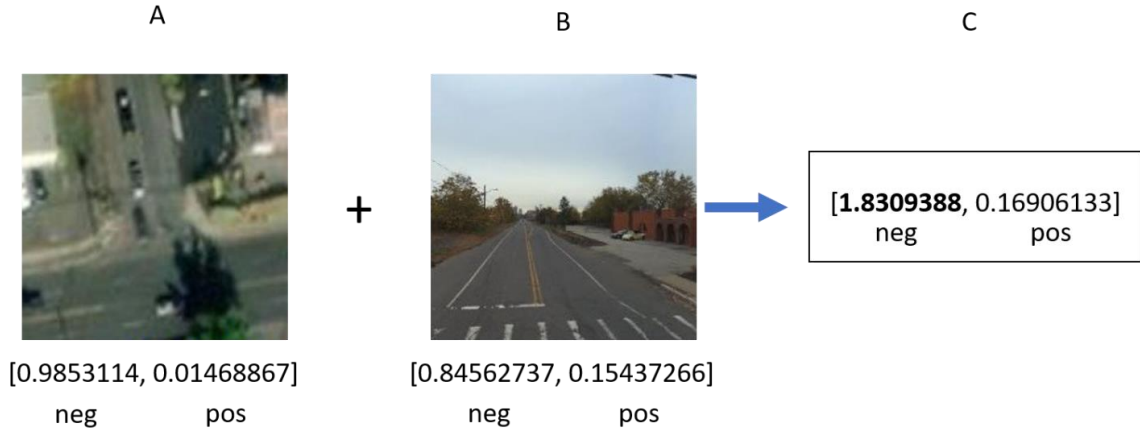 A B C
+ [1.8309388, 0.16906133]
neg pos
[0.9853114, 0.01468867] [0.84562737, 0.15437266]
neg pos neg pos